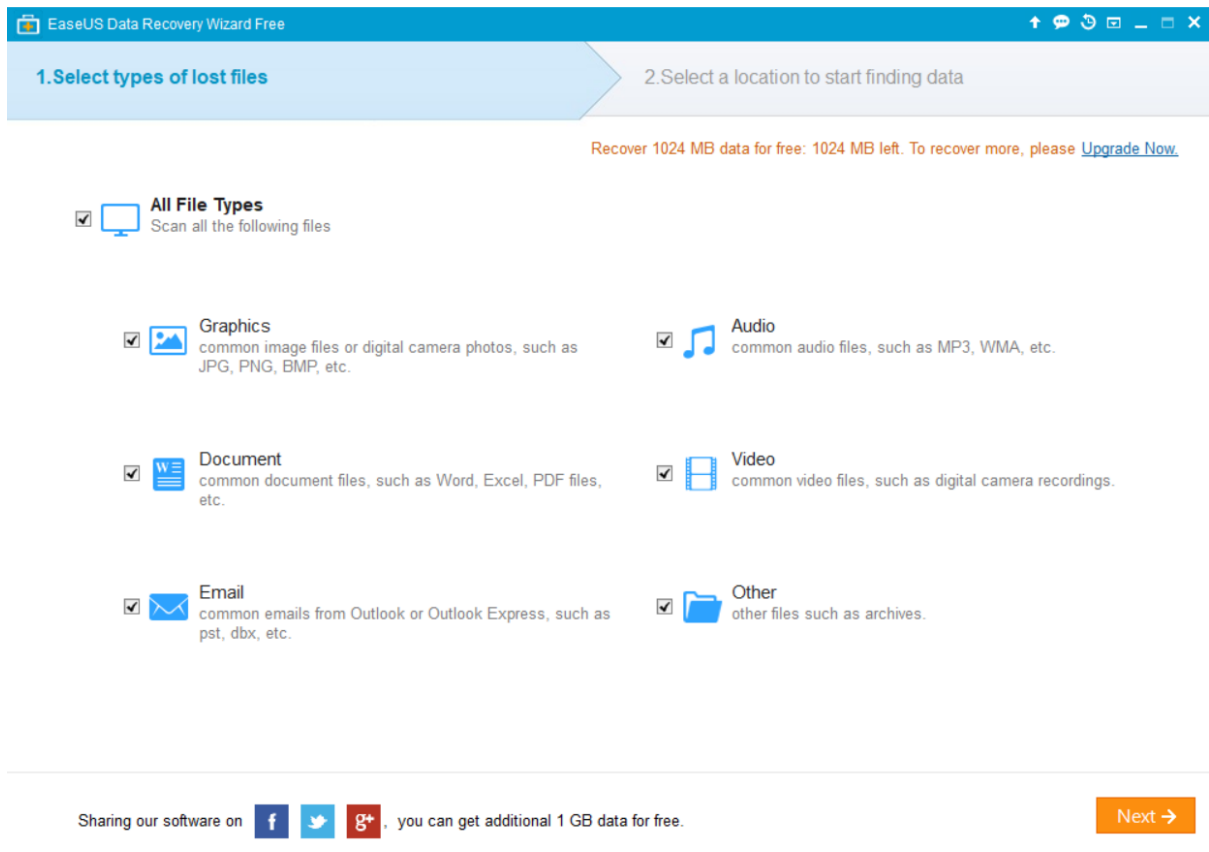 EaseUS Data Recovery Wizard Free
1.Select types of lost files
2.Select a location to start finding data
Recover 1024 MB data for free: 1024 MB left. To recover more, please Upgrade Now.
All File Types
Scan all the following files
Graphics
common image files or digital camera photos, such as
JPG, PNG, BMP, etc.
Audio
common audio files, such as MP3, WMA, etc.
W
Document
common document files, such as Word, Excel, PDF files,
etc.
Video
common video files, such as digital camera recordings.
Email
common emails from Outlook or Outlook Express, such as
pst, dbx, etc.
Other
other files such as archives.
Sharing our software on f g+ , you can get additional 1 GB data for free.
Next